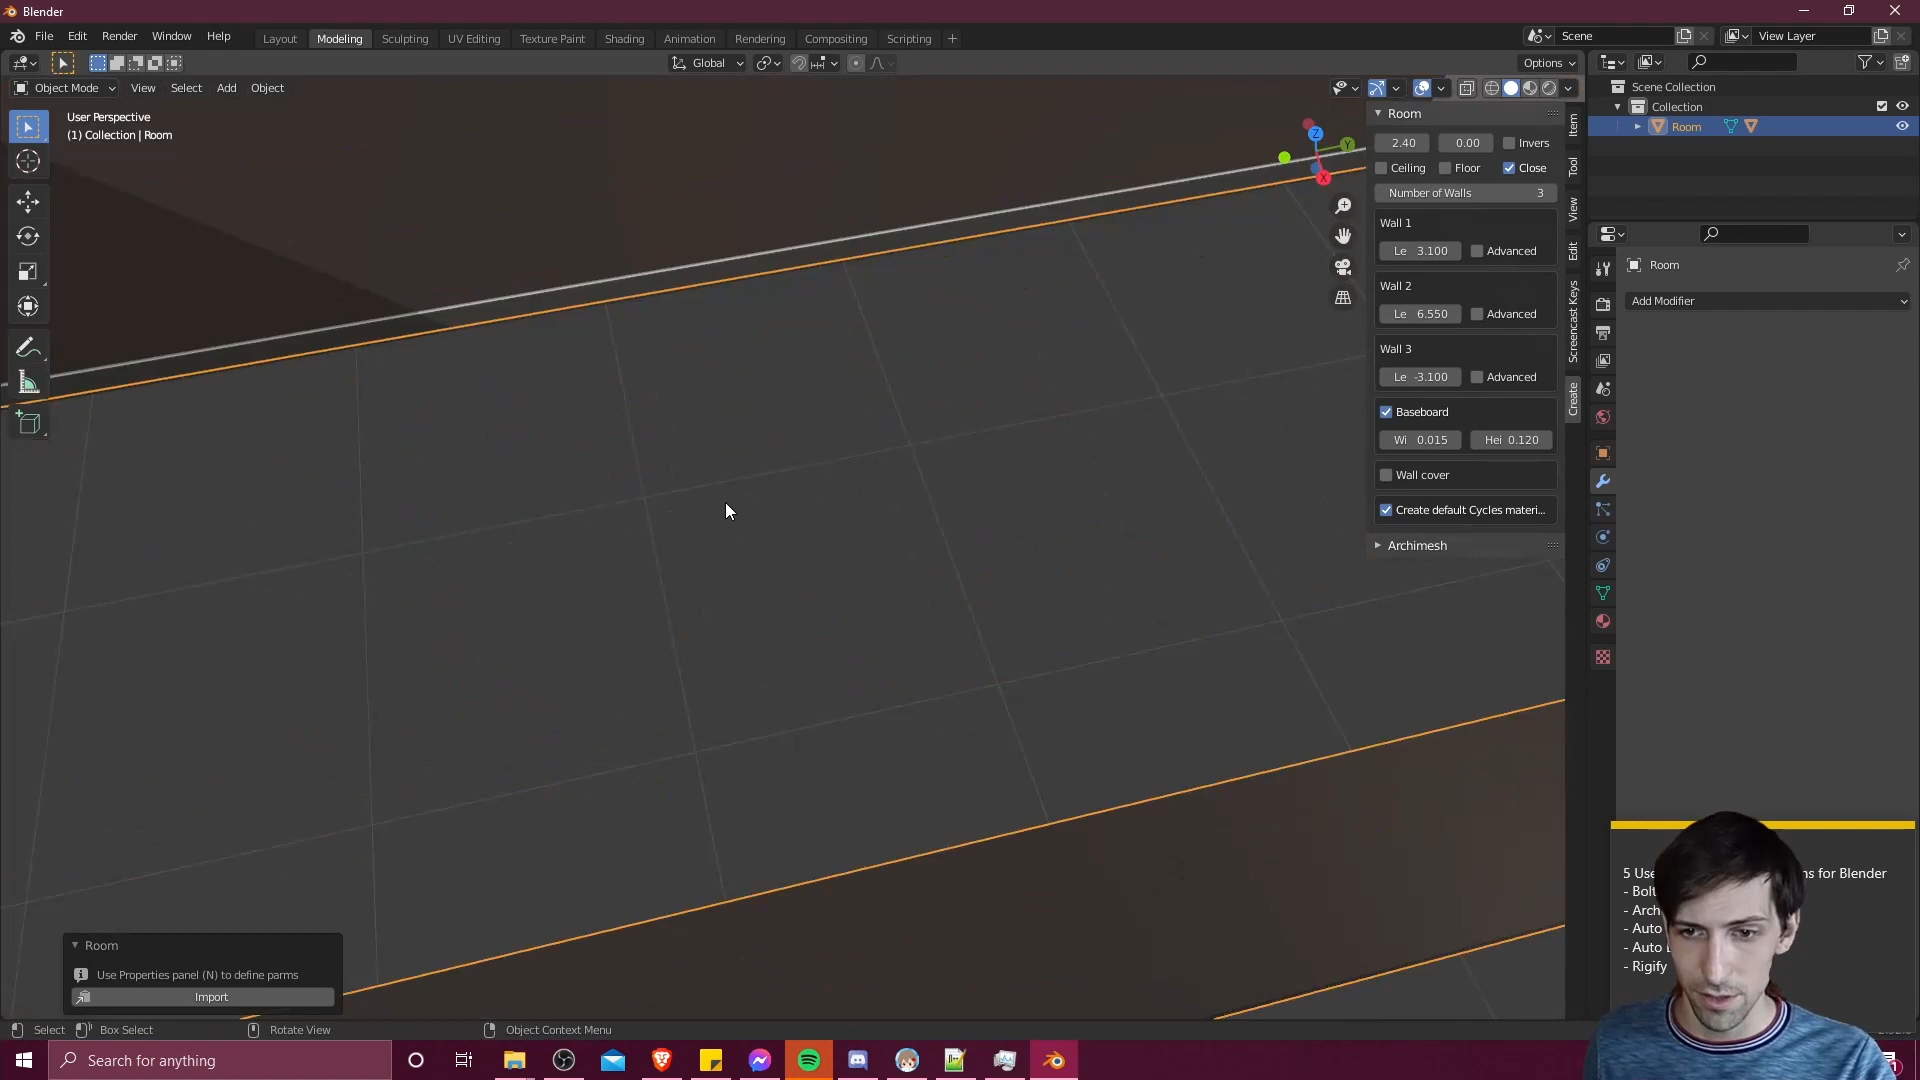 Blender
File Edit Render Window Help
Layout Modeling Sculpting UV Editing Texture Paint Shading Animation Rendering Compositing Scripting
Scene
View Layer
Global
Options
Object Mode View Select Add Object
User Perspective
(1) Collection | Room
Z
Y
X
Room
2.40 0.00 Invers
Ceiling Floor Close
Number of Walls 3
Wall 1
Le 3.100 Advanced
Wall 2
Le 6.550 Advanced
Wall 3
Le -3.100 Advanced
Baseboard
Wi 0.015 Hei 0.120
Wall cover
Create default Cycles materi...
Archimesh
Item
Tool
View
Edit
Screencast Keys
Create
Scene Collection
Collection
Room
Room
Add Modifier
5 Use
ns for Blender
- Bolt
- Arch
- Auto
- Auto
- Rigify
Room
Use Properties panel (N) to define parms
Import
Select Box Select Rotate View Object Context Menu
Search for anything